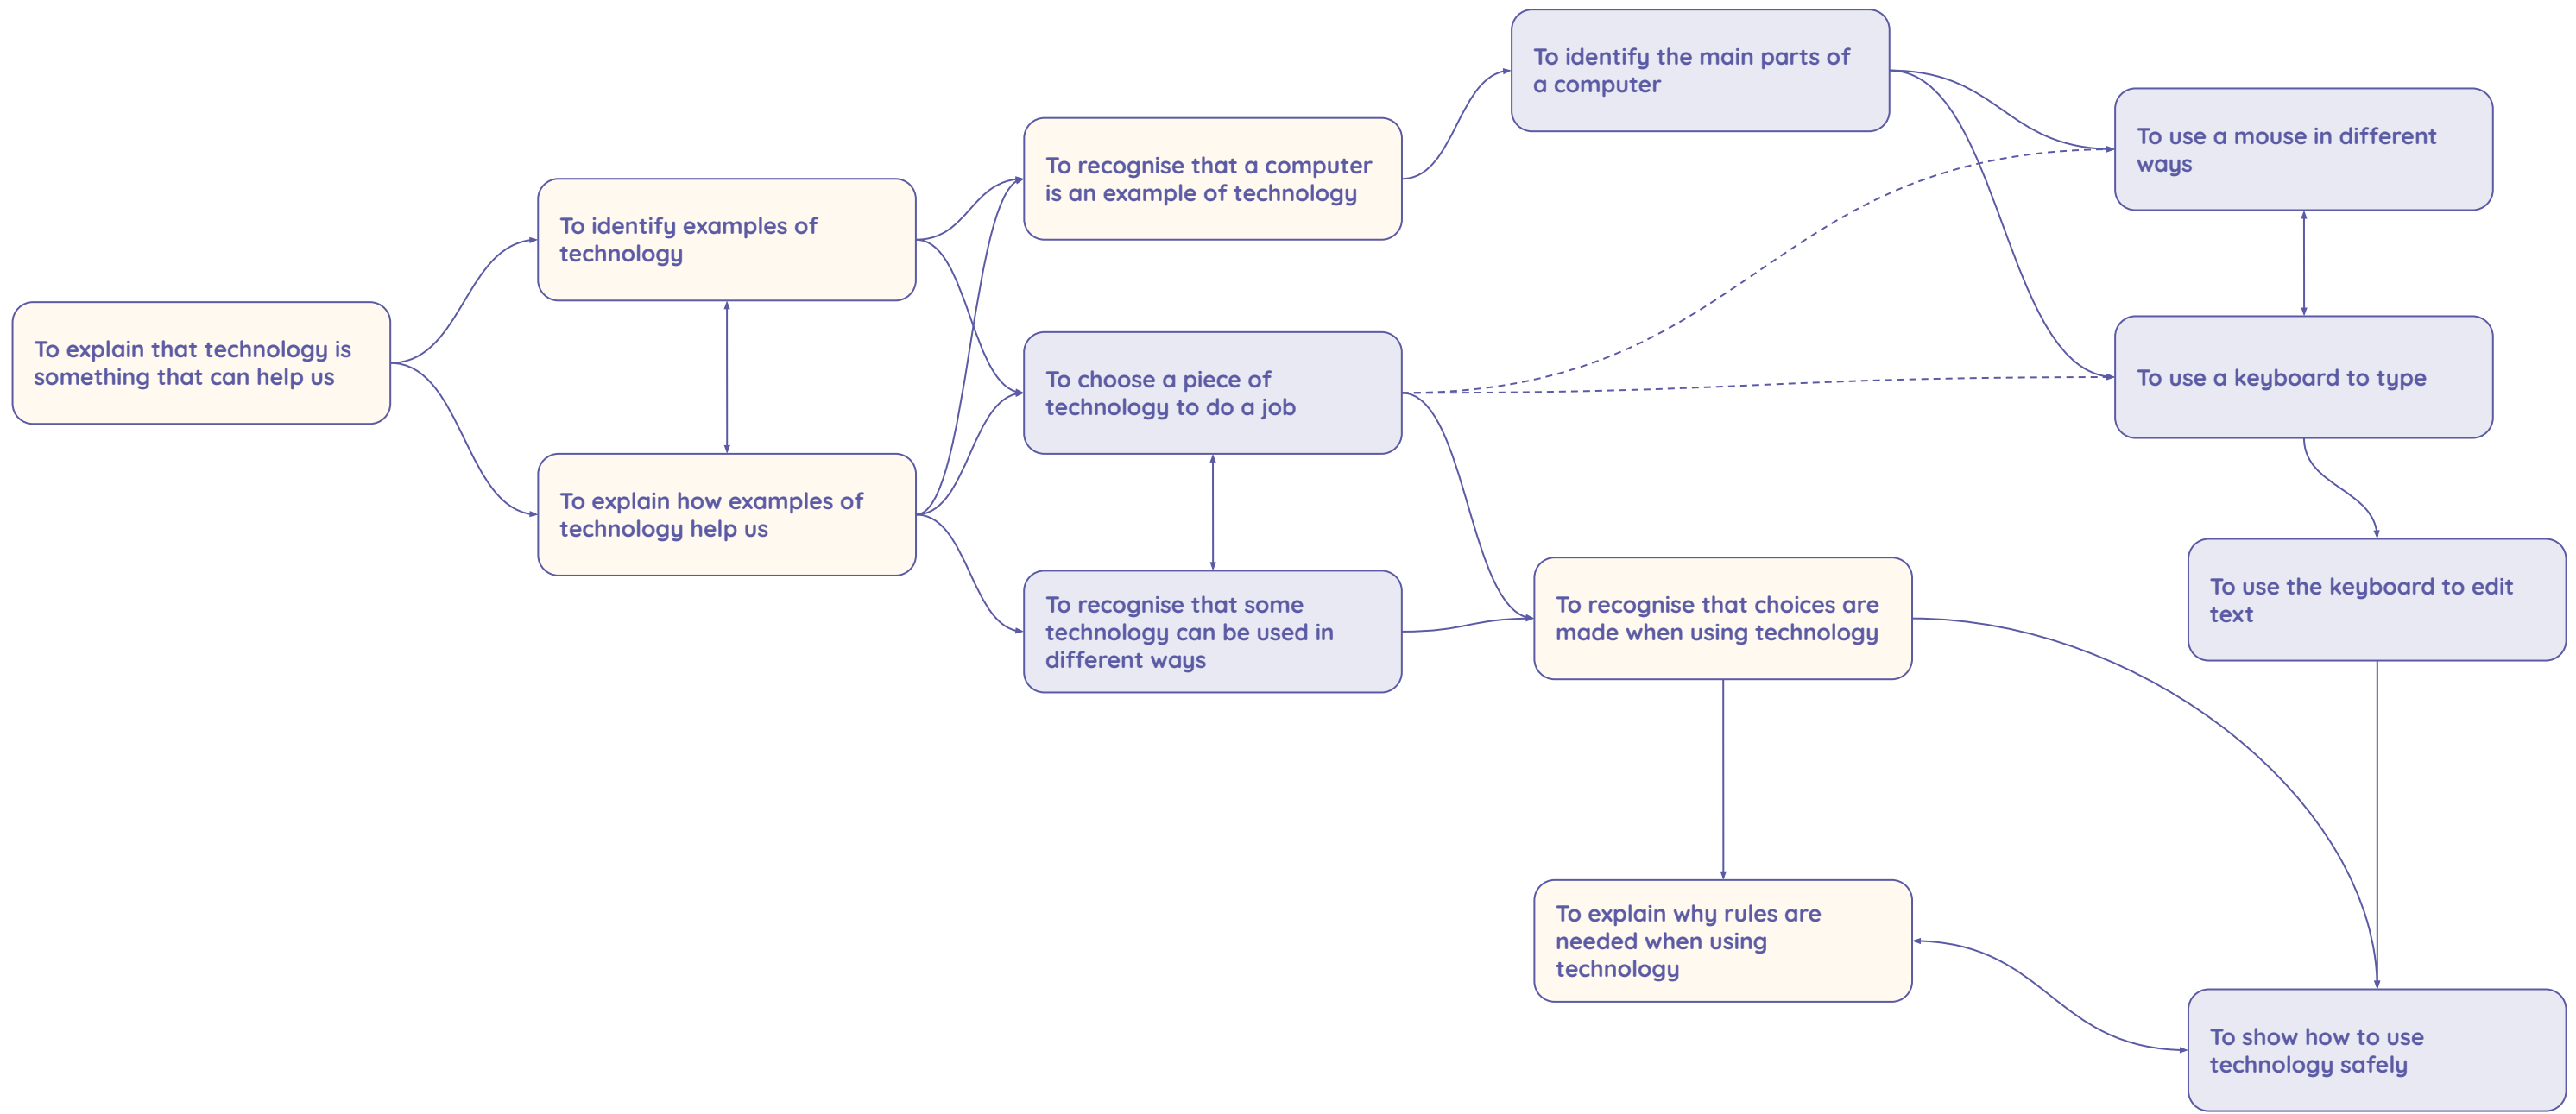 To explain that technology is
something that can help us
To identify examples of
technology
To explain how examples of
technology help us
To recognise that a computer
is an example of technology
To choose a piece of
technology to do a job
To recognise that some
technology can be used in
different ways
To identify the main parts of
a computer
To recognise that choices are
made when using technology
To explain why rules are
needed when using
technology
To use a mouse in different
ways
To use a keyboard to type
To use the keyboard to edit
text
To show how to use
technology safely